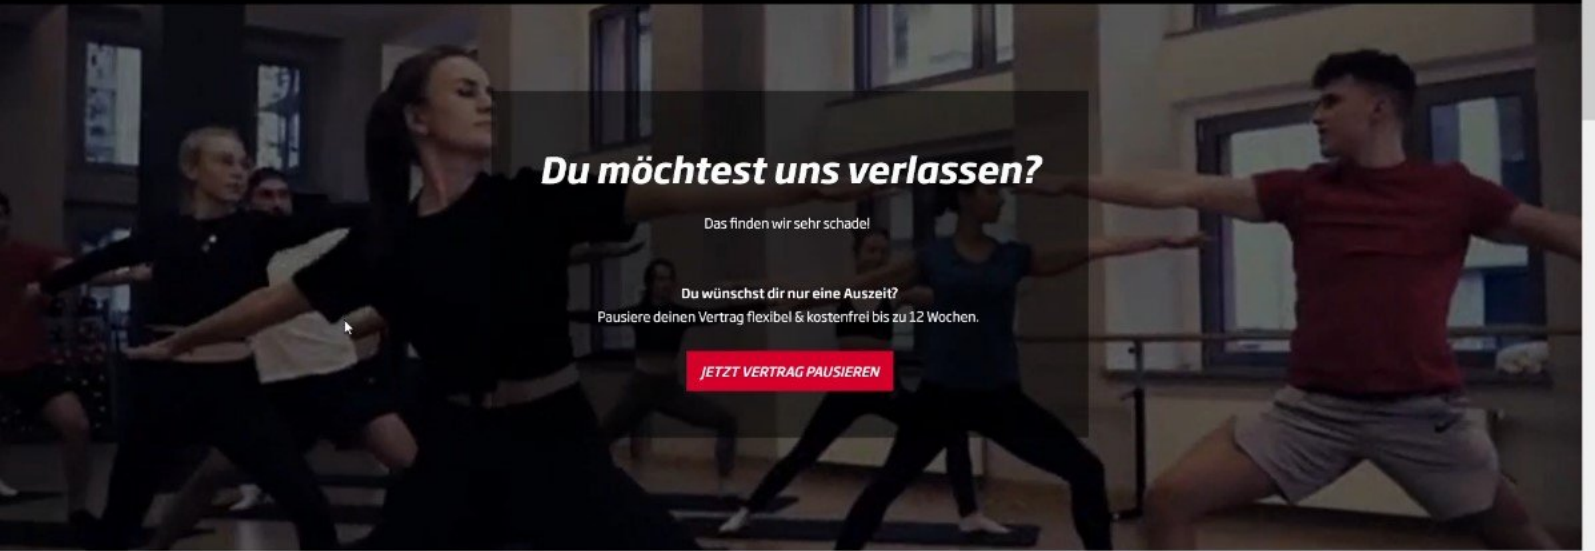 Du möchtest uns verlassen?
Das finden wir sehr schade!
Du wünschst dir nur eine Auszeit?
Pausiere deinen Vertrag flexibel & kostenfrei bis zu 12 Wochen.
JETZT VERTRAG PAUSIEREN